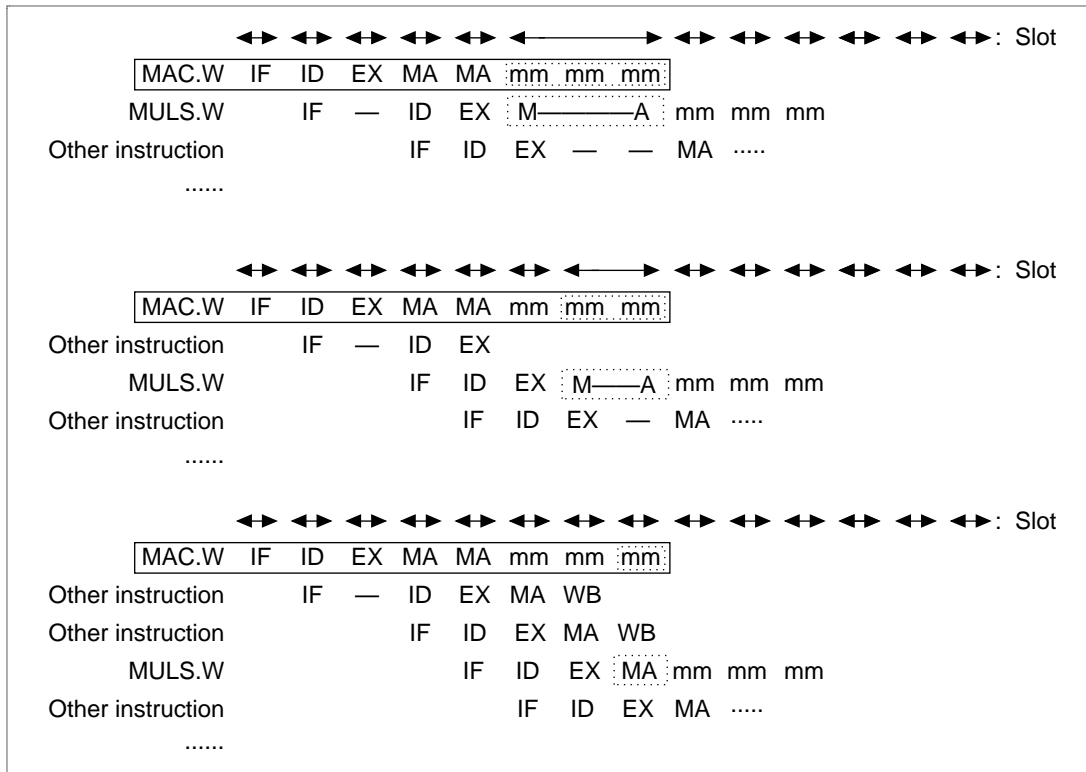 : Slot
MAC.W IF ID EX MA MA mm mm mm
MULS.W IF — ID EX M———A mm mm mm
Other instruction IF ID EX — — MA .....
......
: Slot
MAC.W IF ID EX MA MA mm mm mm
Other instruction IF — ID EX
MULS.W IF ID EX M——A mm mm mm
Other instruction IF ID EX — MA .....
......
: Slot
MAC.W IF ID EX MA MA mm mm mm
Other instruction IF — ID EX MA WB
Other instruction IF ID EX MA WB
MULS.W IF ID EX MA mm mm mm
Other instruction IF ID EX MA .....
......